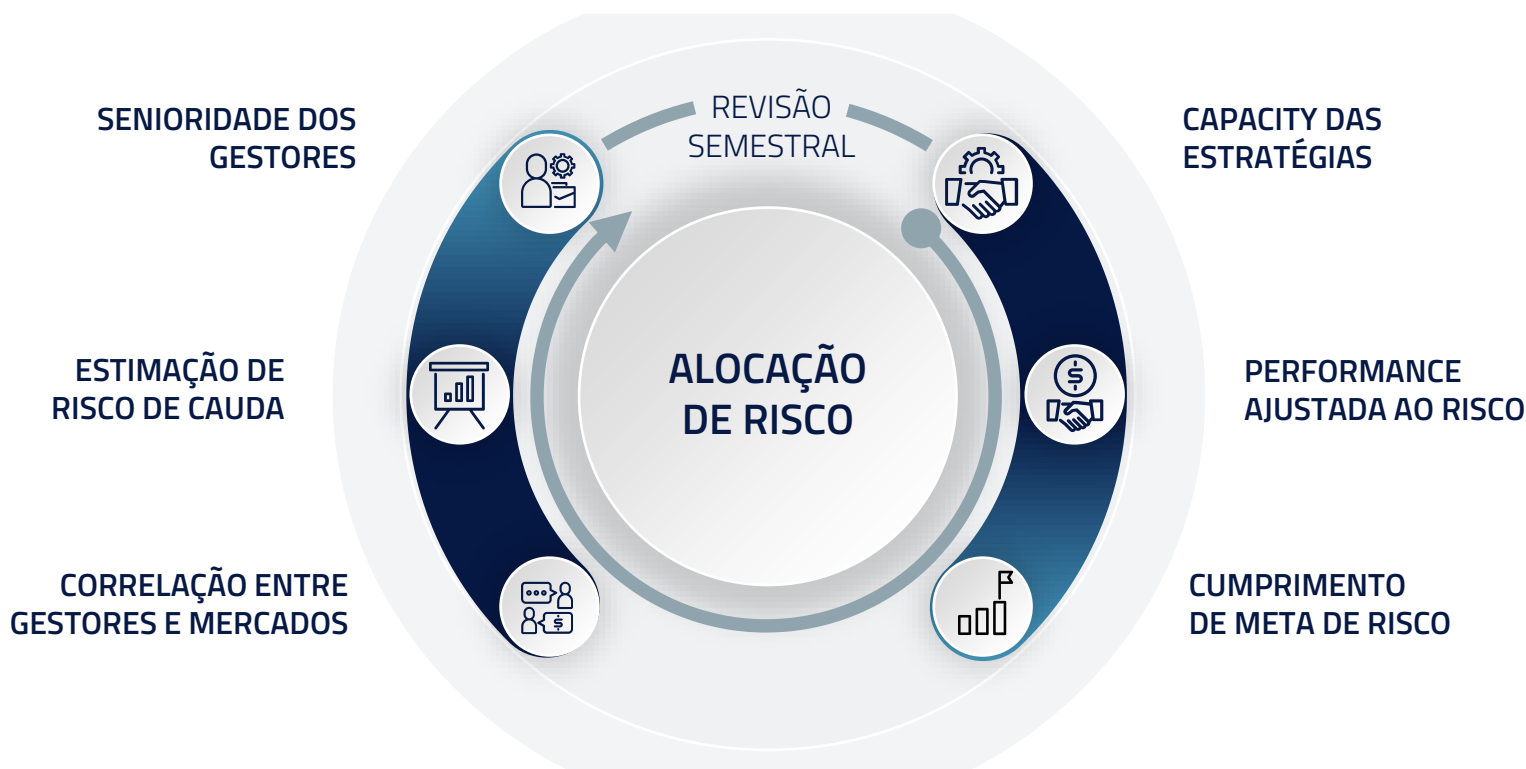 REVISÃO
SEMESTRAL
SENIORIDADE DOS
GESTORES
CAPACITY DAS
ESTRATÉGIAS
ESTIMAÇÃO DE
RISCO DE CAUDA
ALOCAÇÃO
DE RISCO
PERFORMANCE
AJUSTADA AO RISCO
CORRELAÇÃO ENTRE
GESTORES E MERCADOS
CUMPRIMENTO
DE META DE RISCO